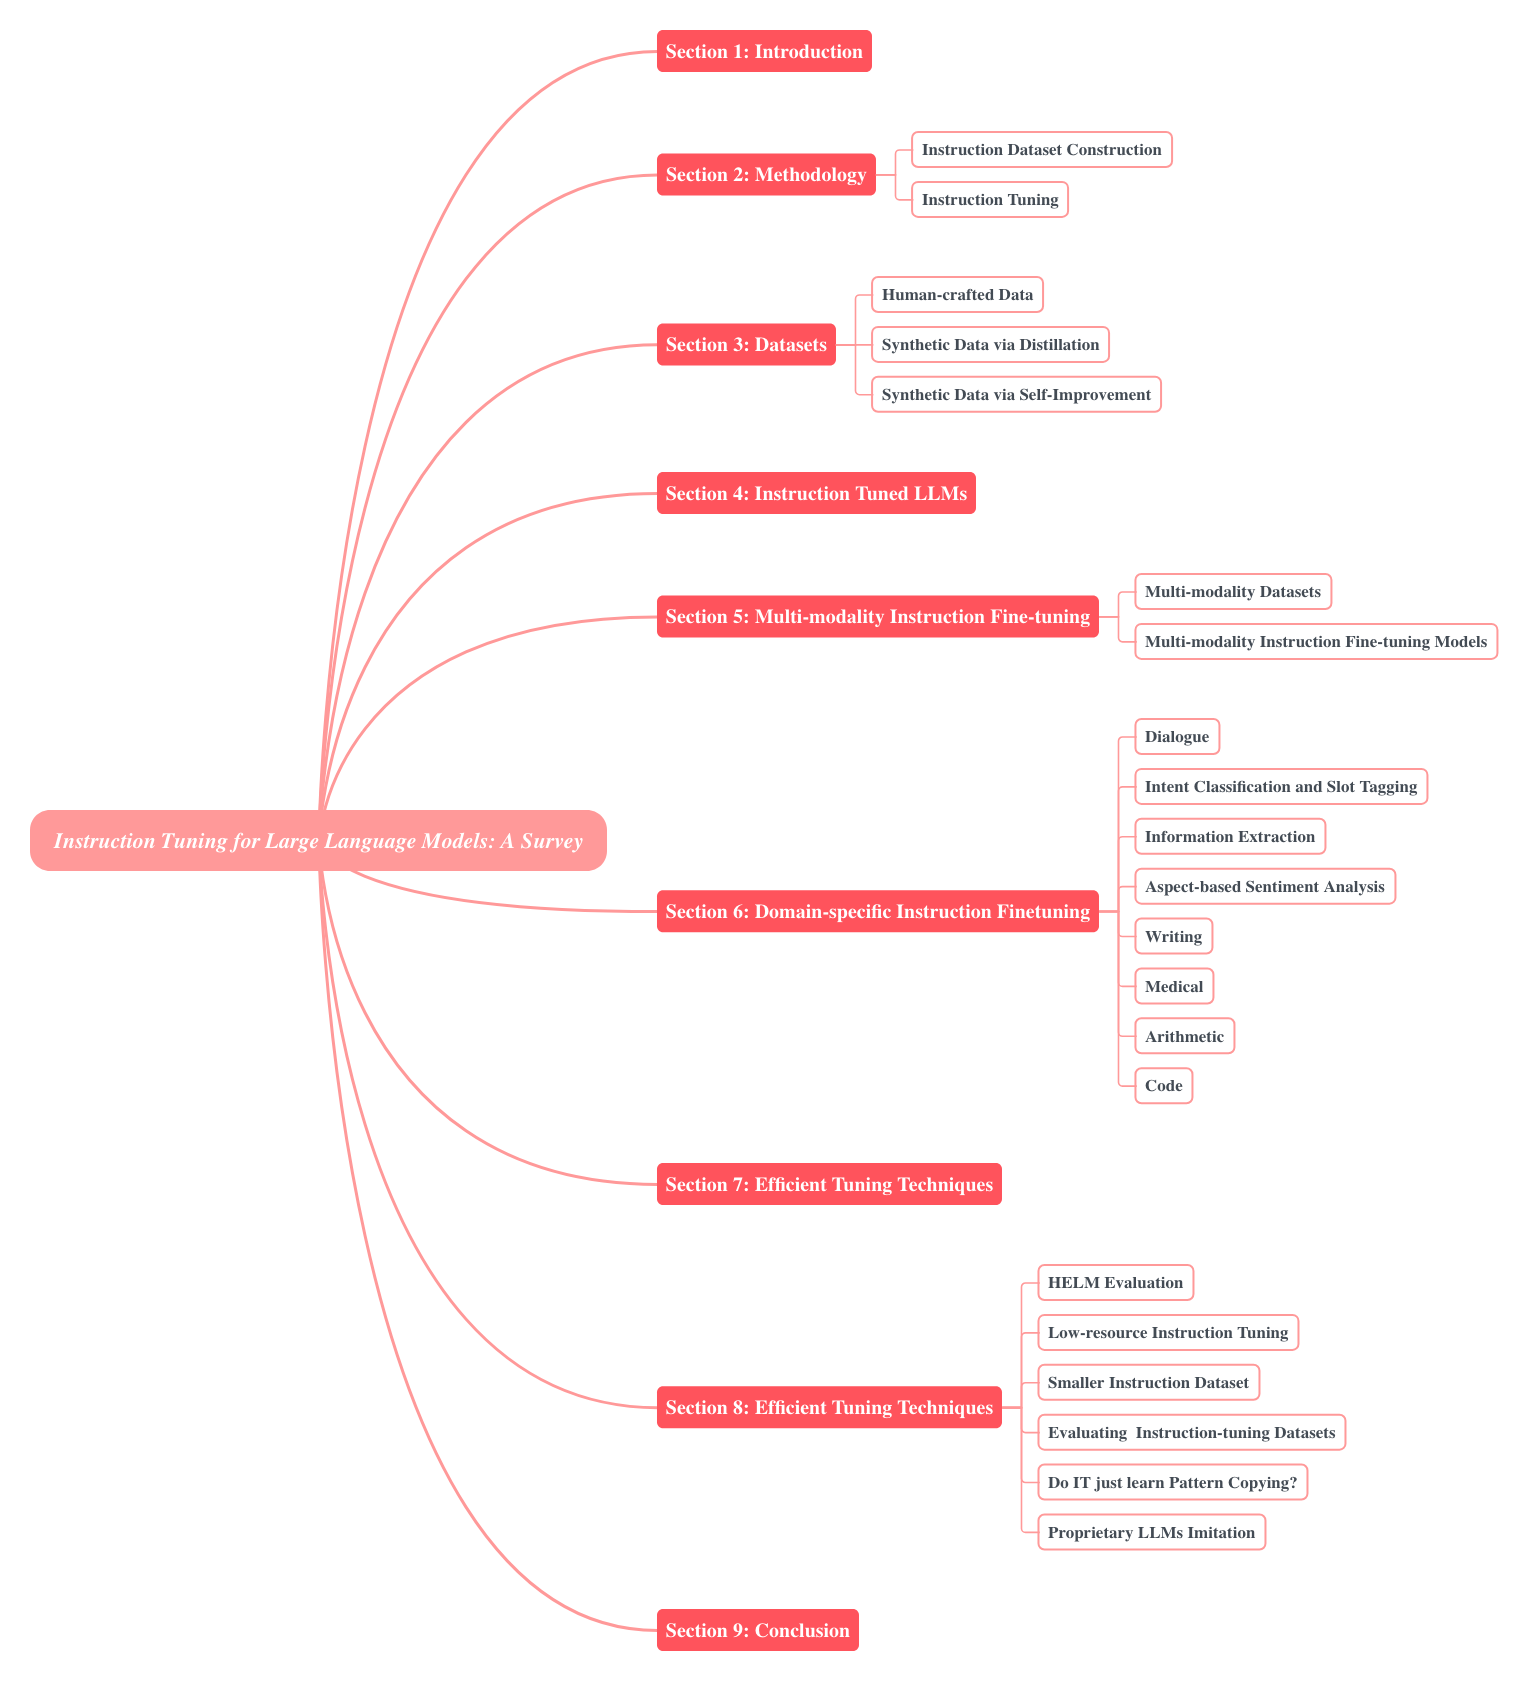 Section 1: Introduction
Section 2: Methodology
Instruction Dataset Construction
Instruction Tuning
Section 3: Datasets
Human-crafted Data
Synthetic Data via Distillation
Synthetic Data via Self-Improvement
Section 4: Instruction Tuned LLMs
Section 5: Multi-modality Instruction Fine-tuning
Multi-modality Datasets
Multi-modality Instruction Fine-tuning Models
Instruction Tuning for Large Language Models: A Survey
Section 6: Domain-specific Instruction Finetuning
Dialogue
Intent Classification and Slot Tagging
Information Extraction
Aspect-based Sentiment Analysis
Writing
Medical
Arithmetic
Code
Section 7: Efficient Tuning Techniques
Section 8: Efficient Tuning Techniques
HELM Evaluation
Low-resource Instruction Tuning
Smaller Instruction Dataset
Evaluating  Instruction-tuning Datasets
Do IT just learn Pattern Copying?
Proprietary LLMs Imitation
Section 9: Conclusion